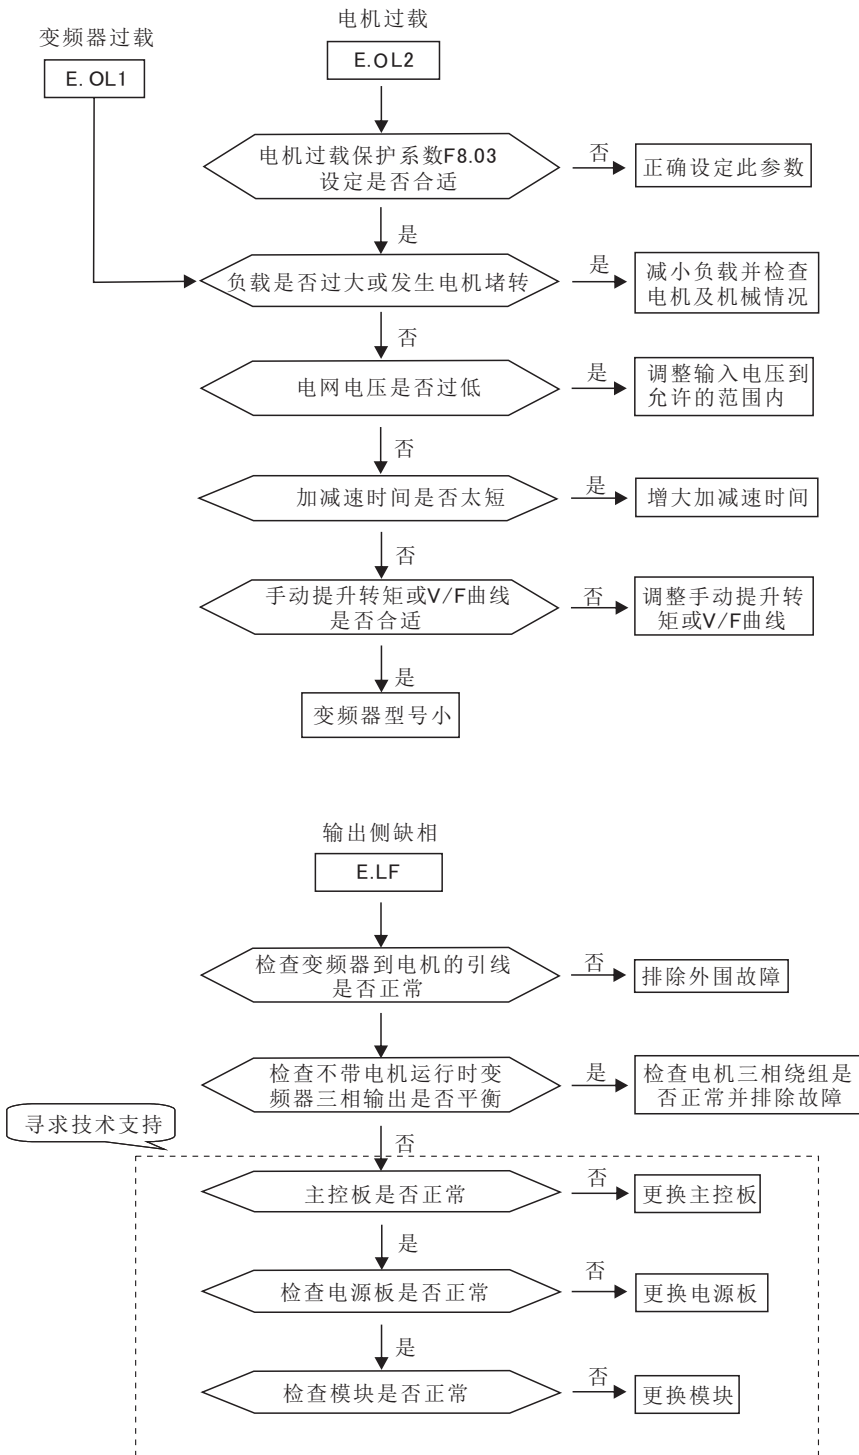 电机过载
变频器过载
E.OL2
E. OL1
电机过载保护系数F8.03
设定是否合适
否
正确设定此参数
是
负载是否过大或发生电机堵转
是
减小负载并检查
电机及机械情况
否
电网电压是否过低
是
调整输入电压到
允许的范围内
否
加减速时间是否太短
是
增大加减速时间
否
手动提升转矩或V/F曲线
是否合适
否
调整手动提升转
矩或V/F曲线
是
变频器型号小
输出侧缺相
E.LF
检查变频器到电机的引线
是否正常
否
排除外围故障
检查不带电机运行时变
频器三相输出是否平衡
是
检查电机三相绕组是
否正常并排除故障
寻求技术支持
否
主控板是否正常
否
更换主控板
是
检查电源板是否正常
否
更换电源板
是
检查模块是否正常
否
更换模块